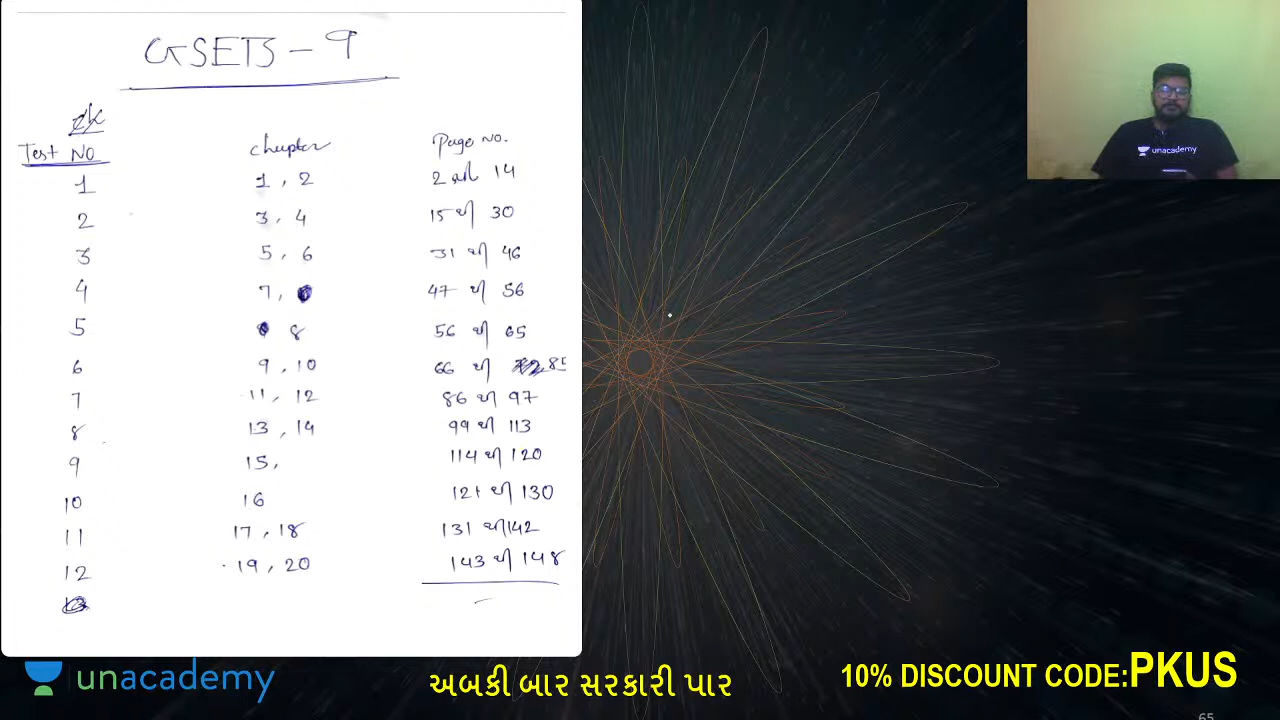 GSEB - 9
Test No Chapter Page No.
1 1, 2 2 થી 14
2 3, 4 15 થી 30
3 5, 6 31 થી 46
4 7, 47 થી 56
5 8 56 થી 65
6 9, 10 66 થી 85
7 11, 12 86 થી 97
8 13, 14 99 થી 113
9 15, 114 થી 120
10 16 121 થી 130
11 17, 18 131 થી 142
12 19, 20 143 થી 148
unacademy
unacademy
અબકી બાર સરકારી પાર
10% DISCOUNT CODE:PKUS
65